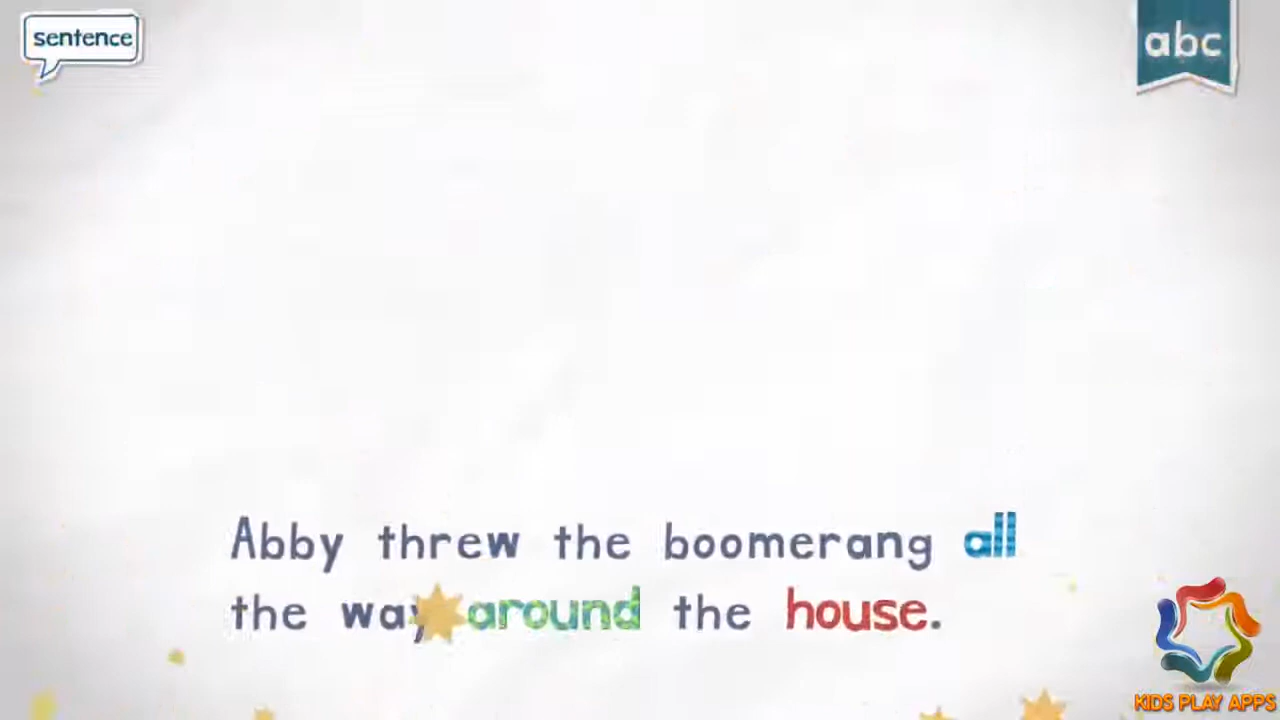 sentence
abc
Abby threw the boomerang all
the way around the house.
KIDS PLAY APPS